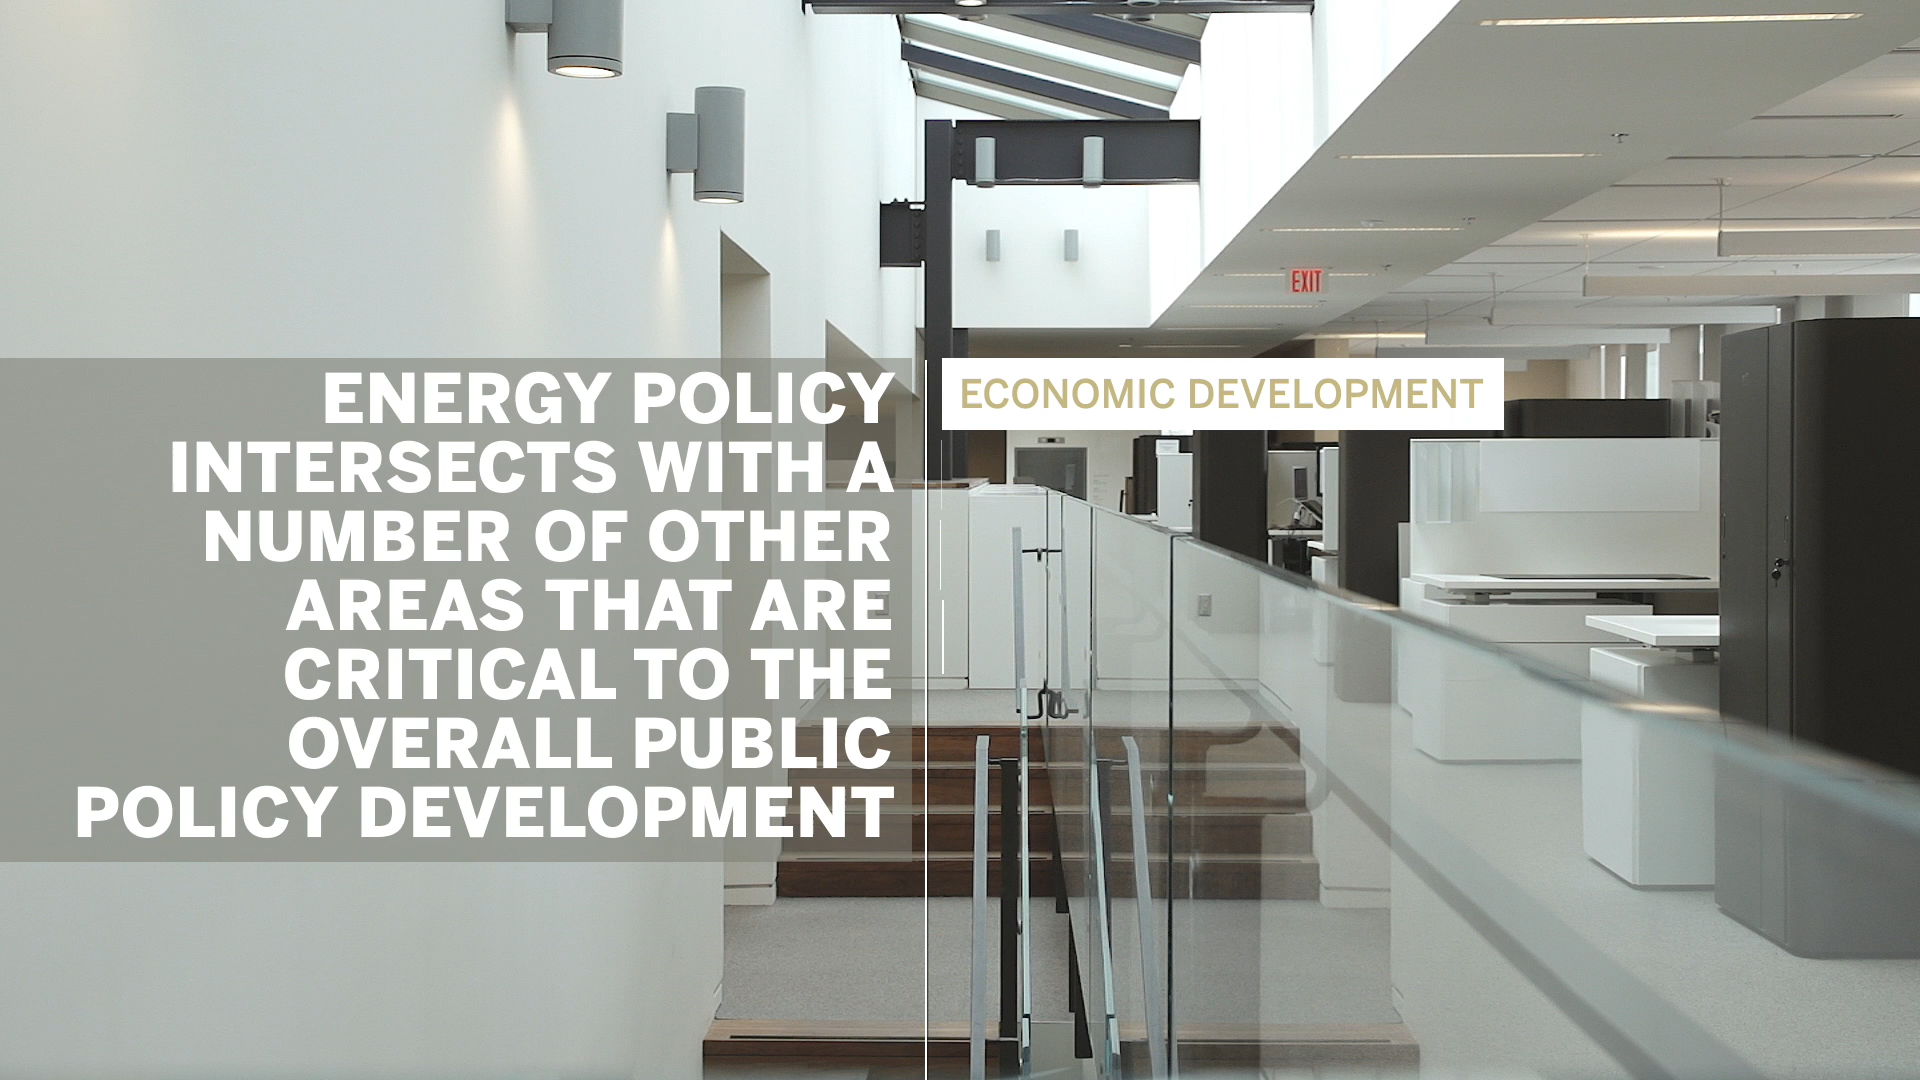 ENERGY POLICY
INTERSECTS WITH A
NUMBER OF OTHER
AREAS THAT ARE
CRITICAL TO THE
OVERALL PUBLIC
POLICY DEVELOPMENT
ECONOMIC DEVELOPMENT
EXIT